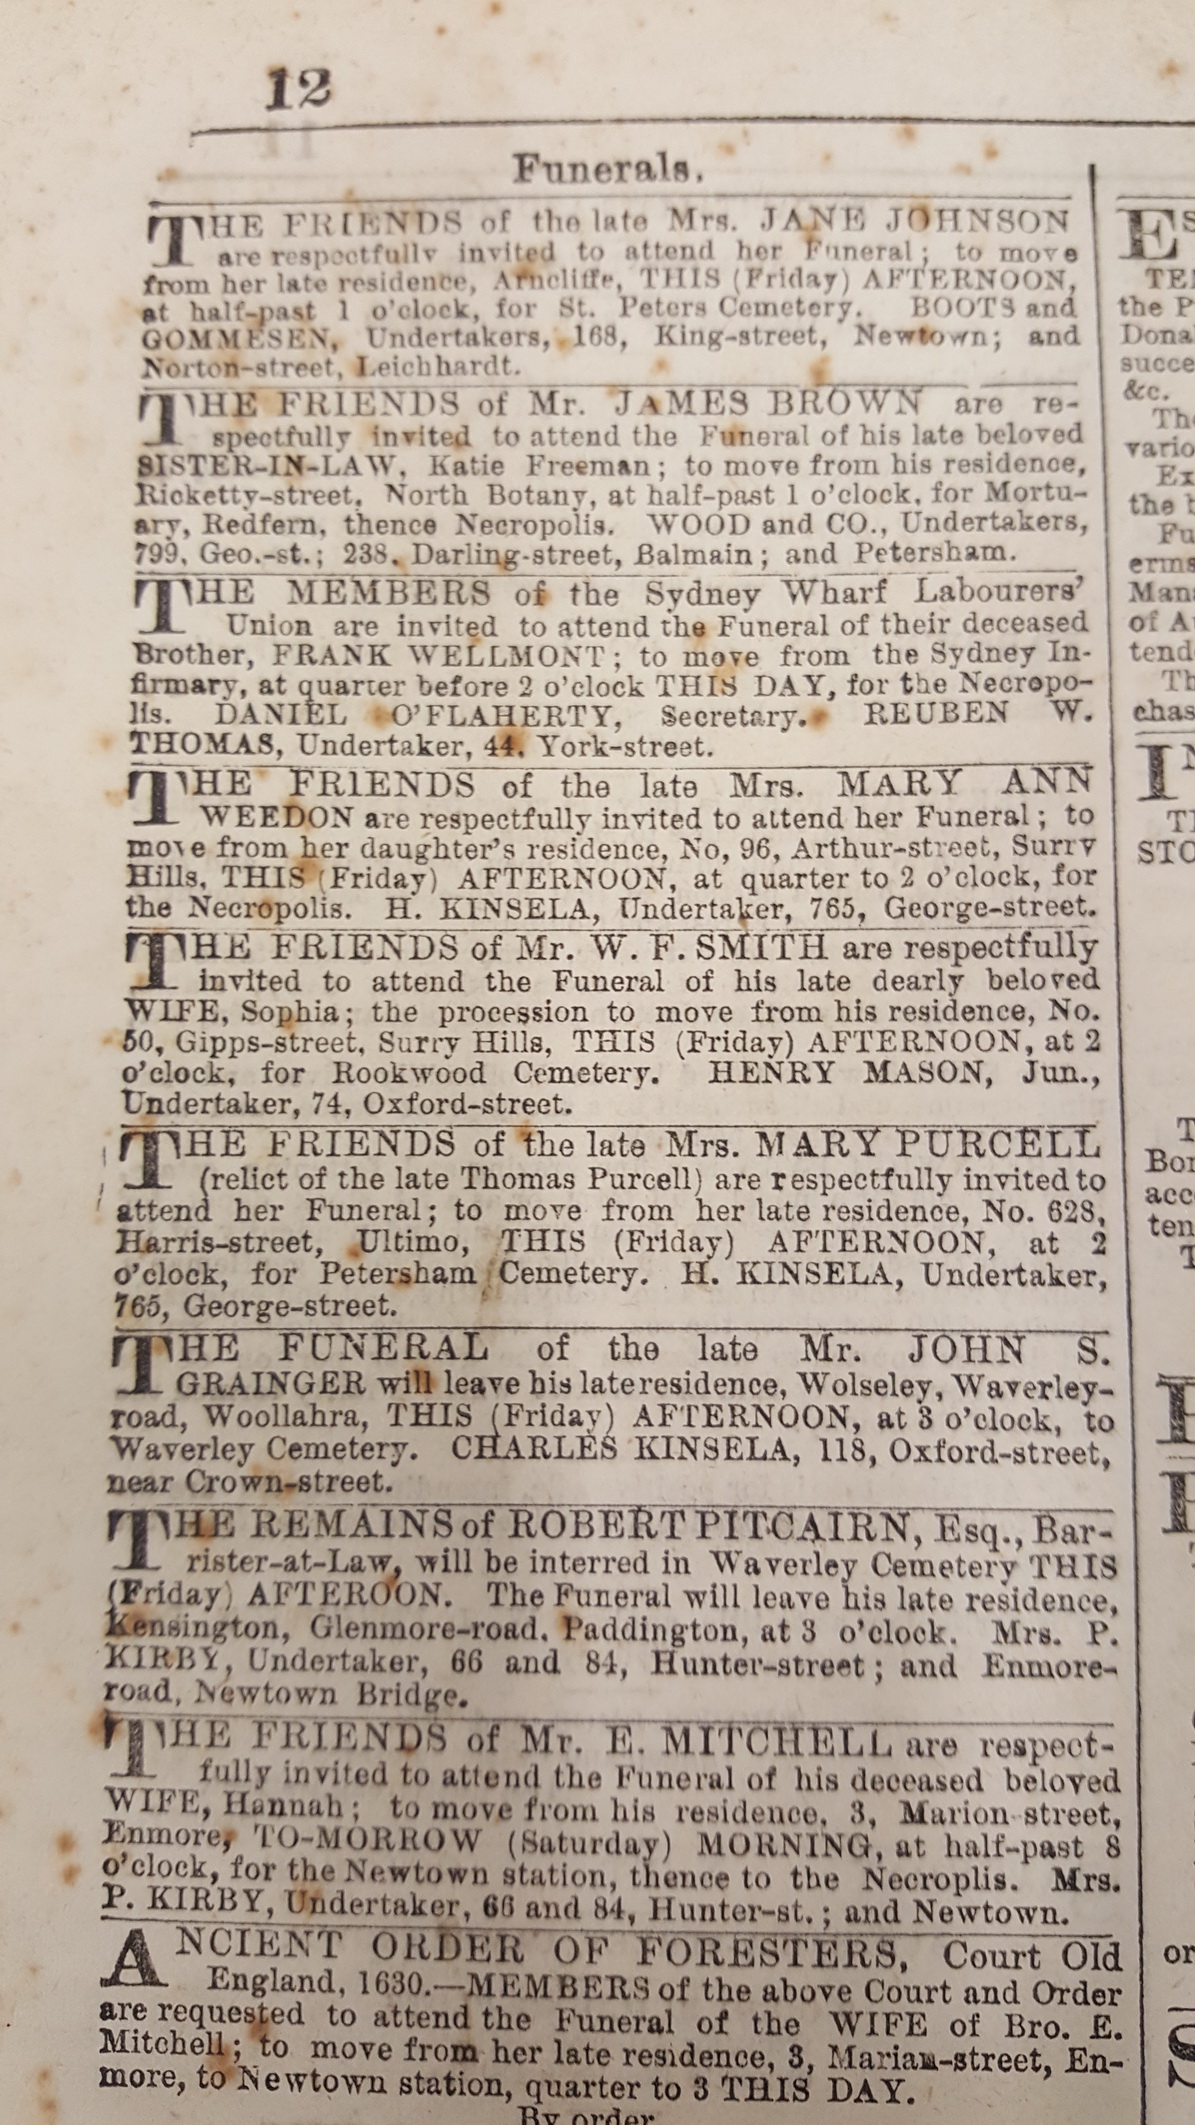 12
Funerals.
THE FRIENDS of the late Mrs. JANE JOHNSON
are respectfully invited to attend her Funeral; to move
from her late residence, Arncliffe, THIS (Friday) AFTERNOON,
at half-past 1 o'clock, for St. Peters Cemetery. BOOTS and
GOMMESEN, Undertakers, 168, King-street, Newtown; and
Norton-street, Leichhardt.
THE FRIENDS of Mr. JAMES BROWN are re-
spectfully invited to attend the Funeral of his late beloved
SISTER-IN-LAW, Katie Freeman; to move from his residence,
Ricketty-street, North Botany, at half-past 1 o'clock, for Mortu-
ary, Redfern, thence Necropolis. WOOD and CO., Undertakers,
799, Geo.-st.; 238, Darling-street, Balmain; and Petersham.
THE MEMBERS of the Sydney Wharf Labourers'
Union are invited to attend the Funeral of their deceased
Brother, FRANK WELLMONT; to move from the Sydney In-
firmary, at quarter before 2 o'clock THIS DAY, for the Necropo-
lis. DANIEL O'FLAHERTY, Secretary. REUBEN W.
THOMAS, Undertaker, 44, York-street.
THE FRIENDS of the late Mrs. MARY ANN
WEEDON are respectfully invited to attend her Funeral; to
move from her daughter's residence, No, 96, Arthur-street, Surry
Hills, THIS (Friday) AFTERNOON, at quarter to 2 o'clock, for
the Necropolis. H. KINSELA, Undertaker, 765, George-street.
THE FRIENDS of Mr. W. F. SMITH are respectfully
invited to attend the Funeral of his late dearly beloved
WIFE, Sophia; the procession to move from his residence, No.
50, Gipps-street, Surry Hills, THIS (Friday) AFTERNOON, at 2
o'clock, for Rookwood Cemetery. HENRY MASON, Jun.,
Undertaker, 74, Oxford-street.
THE FRIENDS of the late Mrs. MARY PURCELL
(relict of the late Thomas Purcell) are respectfully invited to
attend her Funeral; to move from her late residence, No. 628,
Harris-street, Ultimo, THIS (Friday) AFTERNOON, at 2
o'clock, for Petersham Cemetery. H. KINSELA, Undertaker,
765, George-street.
THE FUNERAL of the late Mr. JOHN S.
GRAINGER will leave his late residence, Wolseley, Waverley-
road, Woollahra, THIS (Friday) AFTERNOON, at 3 o'clock, to
Waverley Cemetery. CHARLES KINSELA, 118, Oxford-street,
near Crown-street.
THE REMAINS of ROBERT PITCAIRN, Esq., Bar-
rister-at-Law, will be interred in Waverley Cemetery THIS
(Friday) AFTEROON. The Funeral will leave his late residence,
Kensington, Glenmore-road, Paddington, at 3 o'clock. Mrs. P.
KIRBY, Undertaker, 66 and 84, Hunter-street; and Enmore-
road, Newtown Bridge.
THE FRIENDS of Mr. E. MITCHELL are respect-
fully invited to attend the Funeral of his deceased beloved
WIFE, Hannah; to move from his residence, 3, Marion-street,
Enmore, TO-MORROW (Saturday) MORNING, at half-past 8
o'clock, for the Newtown station, thence to the Necroplis. Mrs.
P. KIRBY, Undertaker, 66 and 84, Hunter-st.; and Newtown.
ANCIENT ORDER OF FORESTERS, Court Old
England, 1630.—MEMBERS of the above Court and Order
are requested to attend the Funeral of the WIFE of Bro. E.
Mitchell; to move from her late residence, 3, Marian-street, En-
more, to Newtown station, quarter to 3 THIS DAY.
By order
the P
Dona
succe
&c.
vario
Ex
the b
Fu
erms
of A
tend
chas
STO
Bor
acc
ten
or